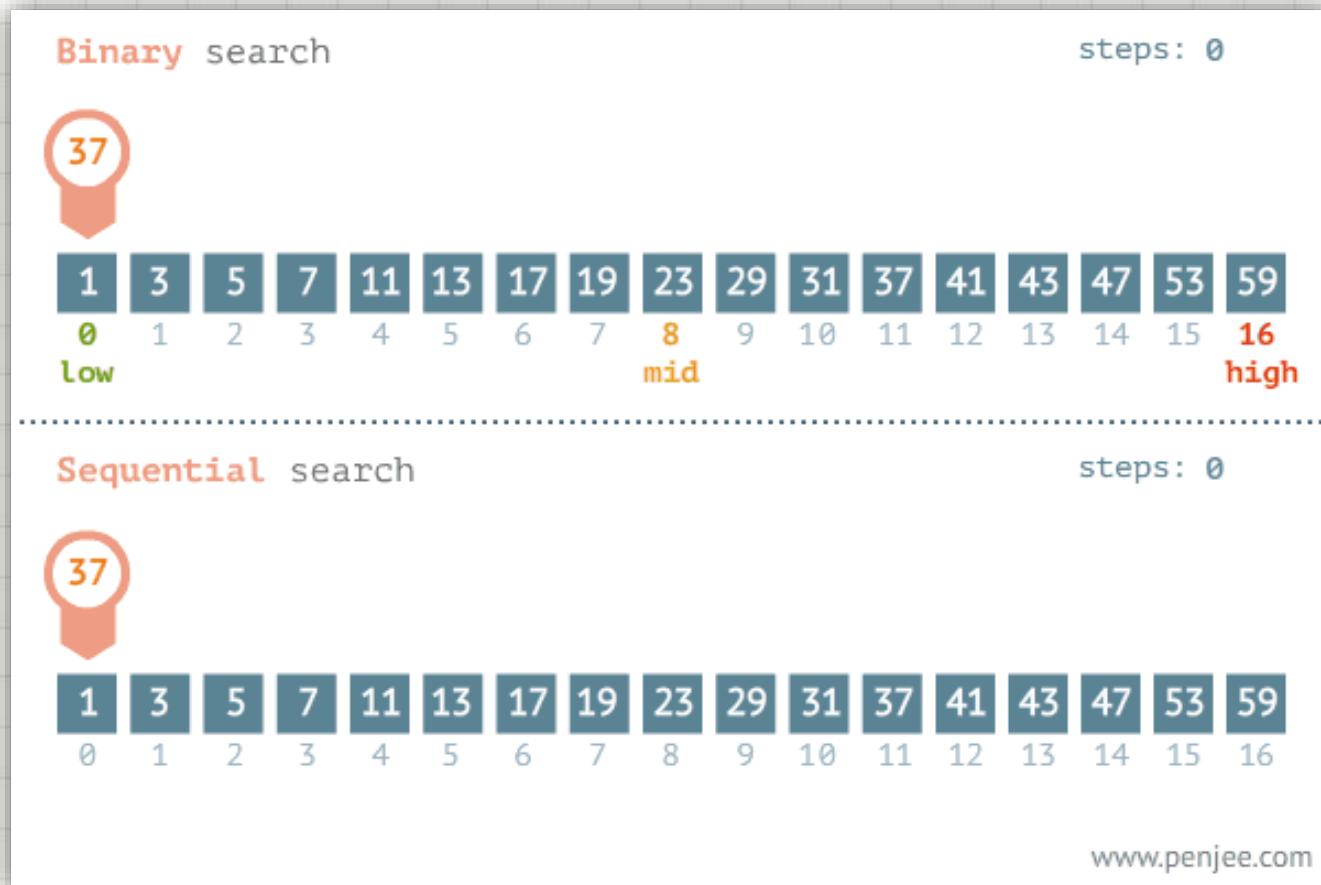 Binary search steps: 0
37
1 3 5 7 11 13 17 19 23 29 31 37 41 43 47 53 59
0 1 2 3 4 5 6 7 8 9 10 11 12 13 14 15 16
low mid high
Sequential search steps: 0
37
1 3 5 7 11 13 17 19 23 29 31 37 41 43 47 53 59
0 1 2 3 4 5 6 7 8 9 10 11 12 13 14 15 16
www.penjee.com